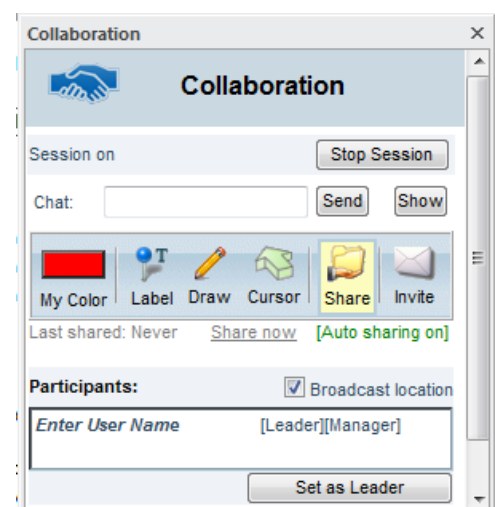 Collaboration
Collaboration
Session on Stop Session
Chat: Send Show
T
My Color Label Draw Cursor Share Invite
Last shared: Never Share now [Auto sharing on]
Participants: Broadcast location
Enter User Name [Leader][Manager]
Set as Leader